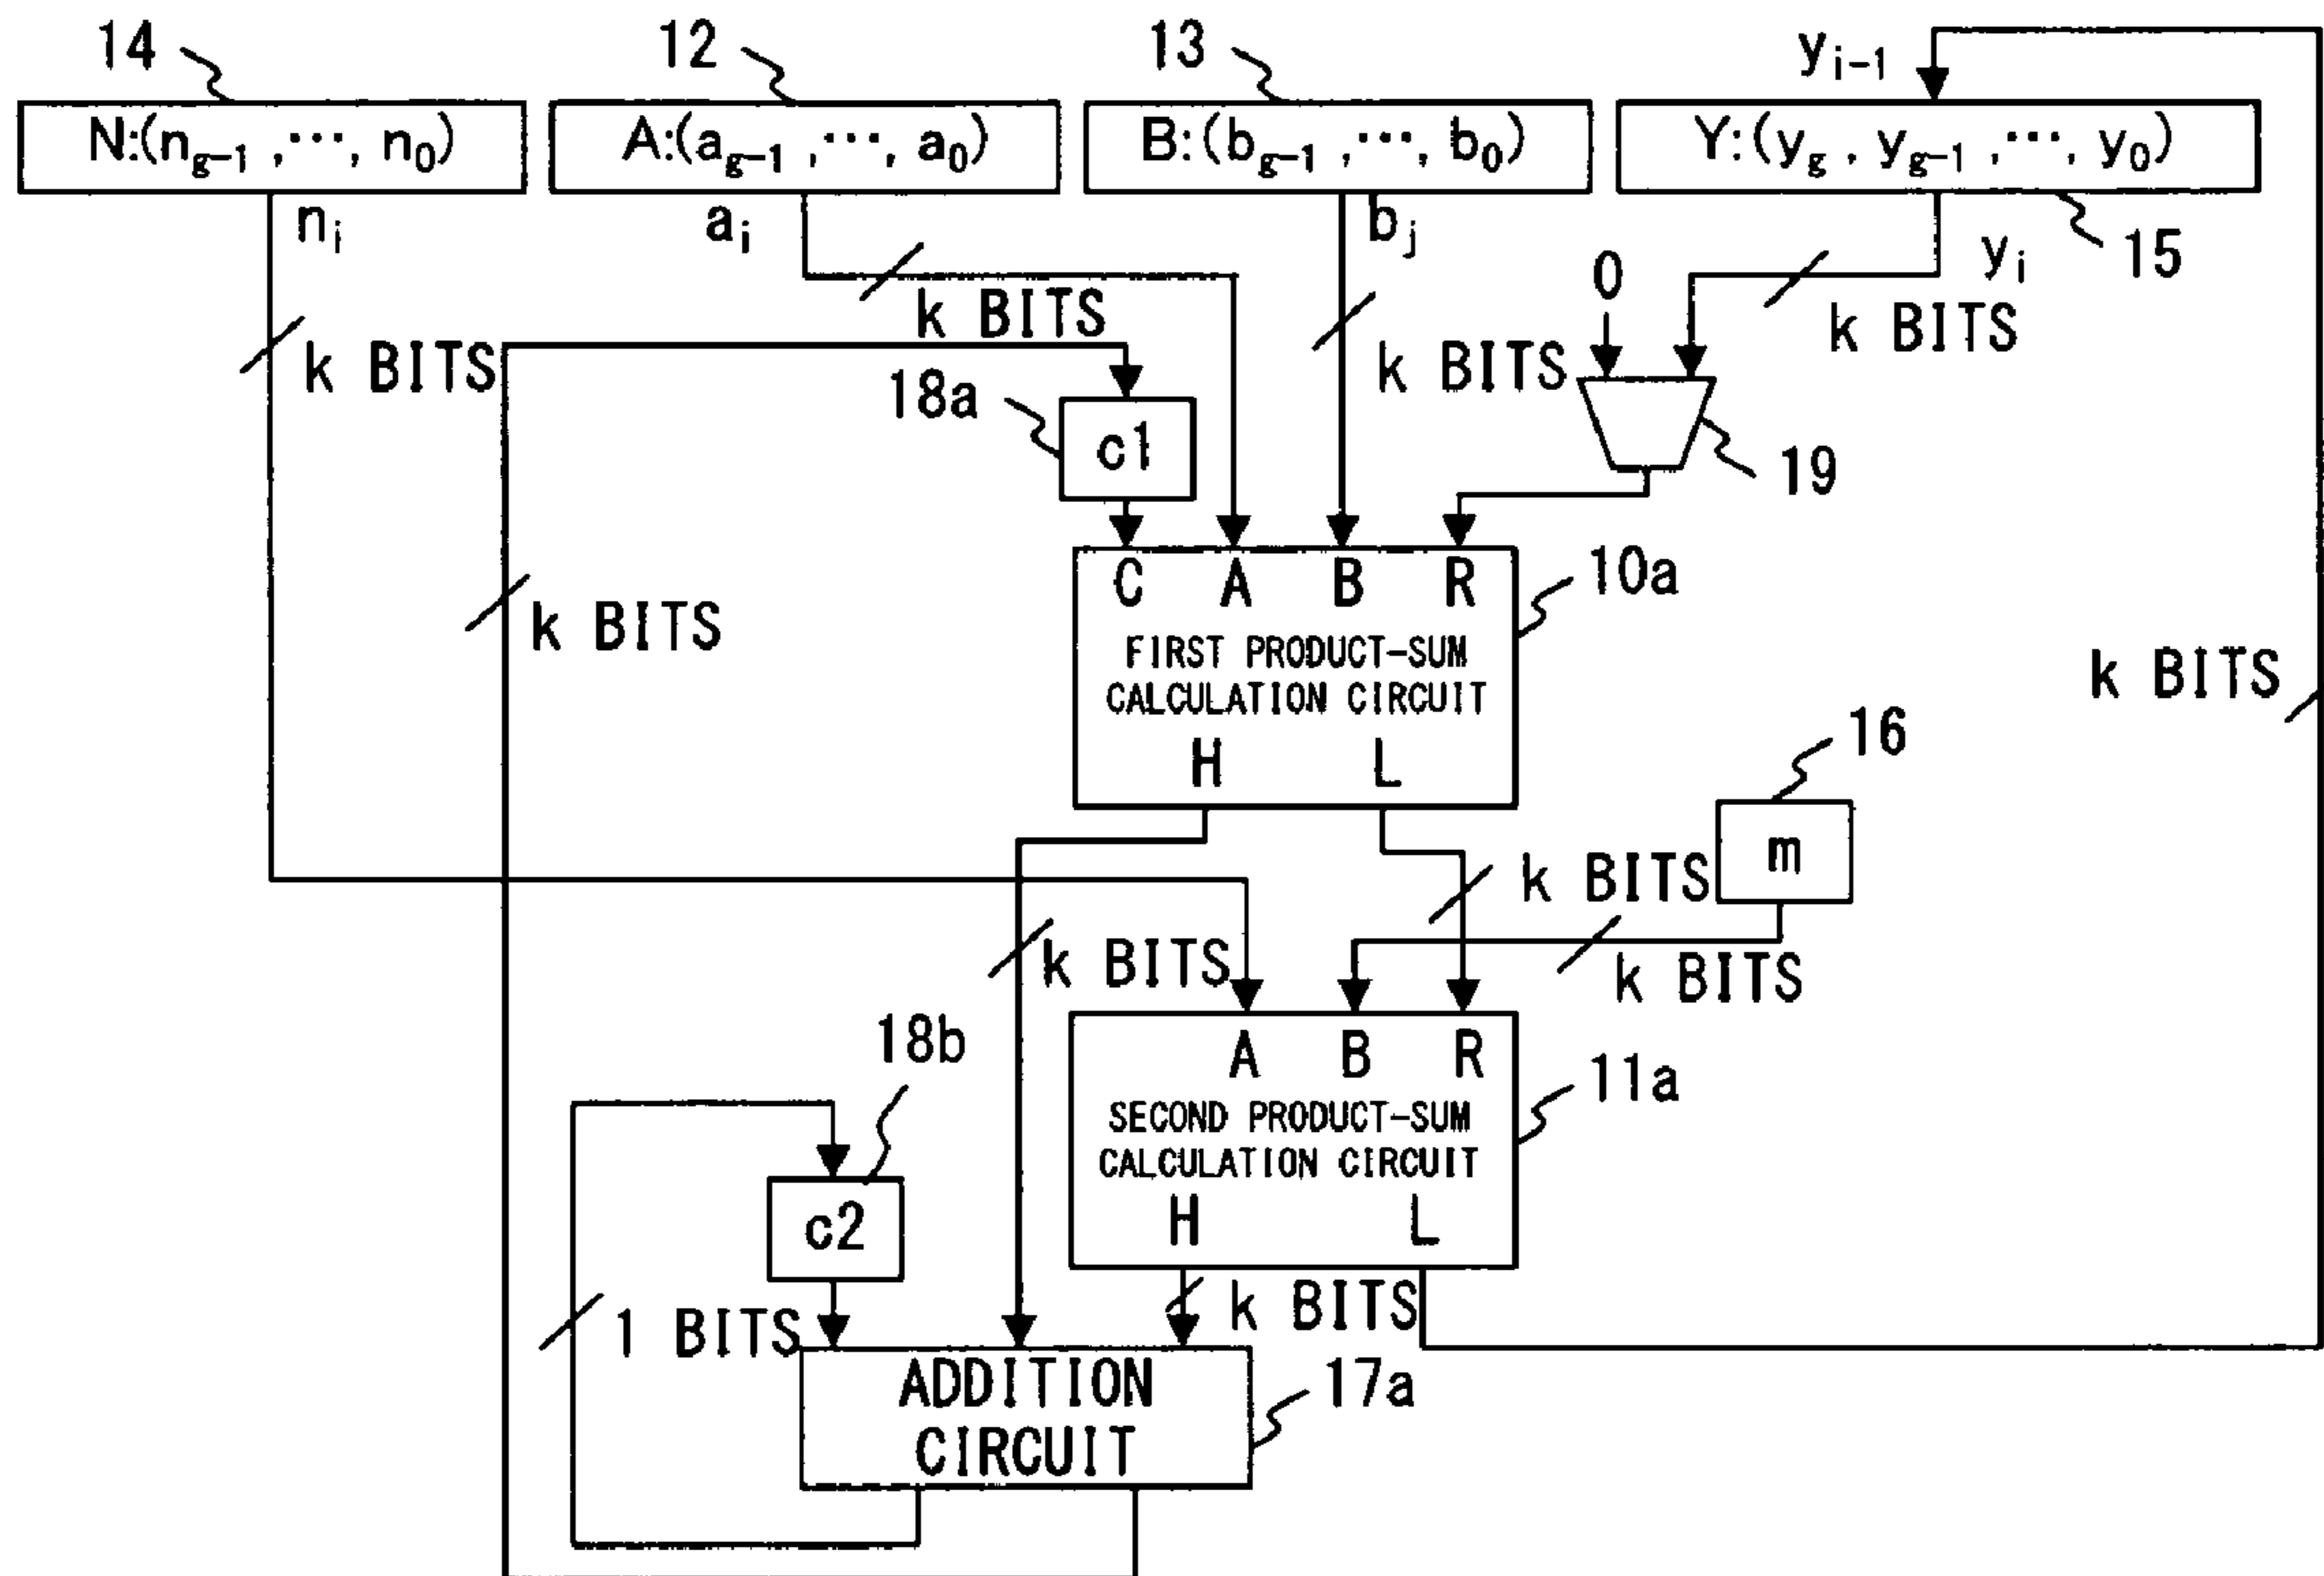 14
12
13
y_{i-1}
N:(n_{g-1} ,⋯, n_0)
A:(a_{g-1} ,⋯, a_0)
B:(b_{g-1} ,⋯, b_0)
Y:(y_g , y_{g-1} ,⋯, y_0)
n_i
a_i
b_j
y_i
15
0
k BITS
k BITS
k BITS
k BITS
18a
c1
19
C A B R
10a
k BITS
FIRST PRODUCT-SUM
CALCULATION CIRCUIT
k BITS
H L
16
m
k BITS
k BITS
k BITS
18b
A B R
11a
SECOND PRODUCT-SUM
CALCULATION CIRCUIT
c2
H L
1 BITS
k BITS
ADDITION
CIRCUIT
17a